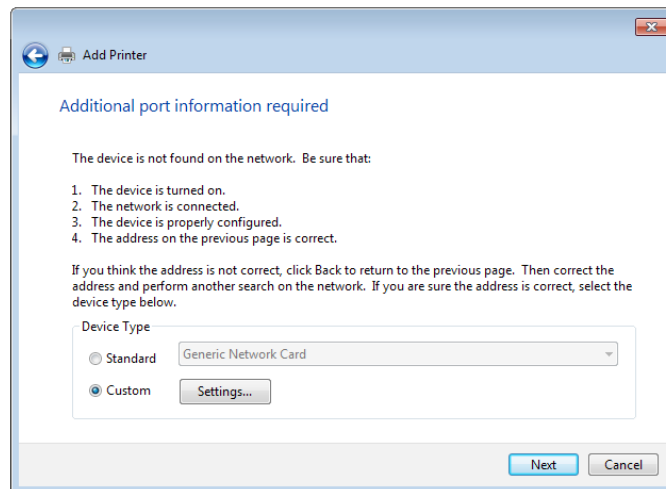 Add Printer
Additional port information required
The device is not found on the network.  Be sure that:
1.  The device is turned on.
2.  The network is connected.
3.  The device is properly configured.
4.  The address on the previous page is correct.
If you think the address is not correct, click Back to return to the previous page.  Then correct the
address and perform another search on the network.  If you are sure the address is correct, select the
device type below.
Device Type
Standard
Generic Network Card
Custom
Settings...
Next
Cancel